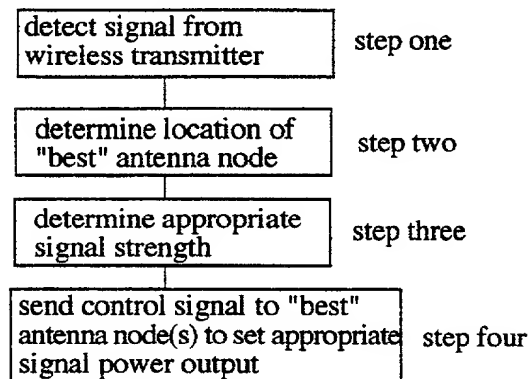 detect signal from
wireless transmitter
step one
determine location of
"best" antenna node
step two
determine appropriate
signal strength
step three
send control signal to "best"
antenna node(s) to set appropriate
signal power output
step four